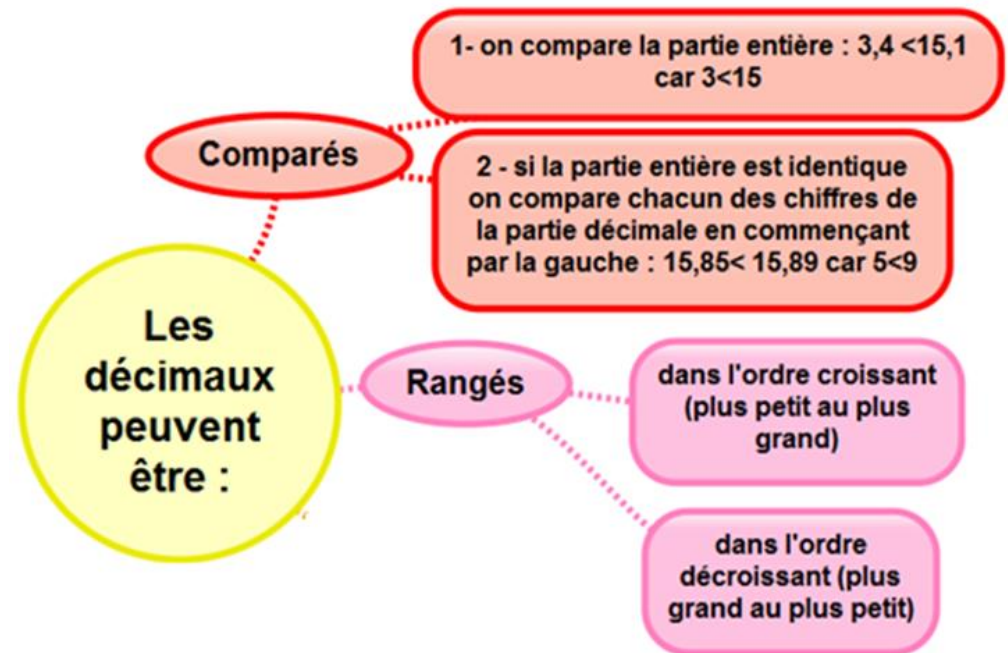 1- on compare la partie entière : 3,4 <15,1
car 3<15
Comparés
2 - si la partie entière est identique
on compare chacun des chiffres de
la partie décimale en commençant
par la gauche : 15,85< 15,89 car 5<9
Les
décimaux
peuvent
être :
Rangés
dans l'ordre croissant
(plus petit au plus
grand)
dans l'ordre
décroissant (plus
grand au plus petit)